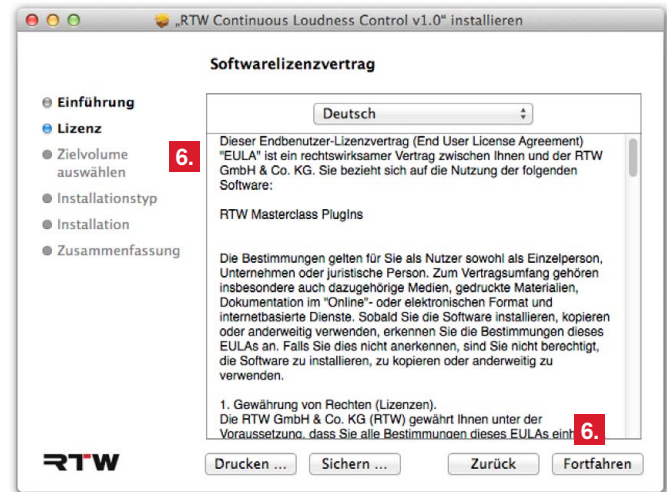 „RTW Continuous Loudness Control v1.0“ installieren
Softwarelizenzvertrag
Einführung
Lizenz
Zielvolume
auswählen
Installationstyp
Installation
Zusammenfassung
6.
Deutsch
Dieser Endbenutzer-Lizenzvertrag (End User License Agreement)
"EULA" ist ein rechtswirksamer Vertrag zwischen Ihnen und der RTW
GmbH & Co. KG. Sie bezieht sich auf die Nutzung der folgenden
Software:
RTW Masterclass PlugIns
Die Bestimmungen gelten für Sie als Nutzer sowohl als Einzelperson,
Unternehmen oder juristische Person. Zum Vertragsumfang gehören
insbesondere auch dazugehörige Medien, gedruckte Materialien,
Dokumentation im "Online"- oder elektronischen Format und
internetbasierte Dienste. Sobald Sie die Software installieren, kopieren
oder anderweitig verwenden, erkennen Sie die Bestimmungen dieses
EULAs an. Falls Sie dies nicht anerkennen, sind Sie nicht berechtigt,
die Software zu installieren, zu kopieren oder anderweitig zu
verwenden.
1. Gewährung von Rechten (Lizenzen).
Die RTW GmbH & Co. KG (RTW) gewährt Ihnen unter der
Voraussetzung, dass Sie alle Bestimmungen dieses EULAs
6.
RTW
Drucken ...
Sichern ...
Zurück
Fortfahren